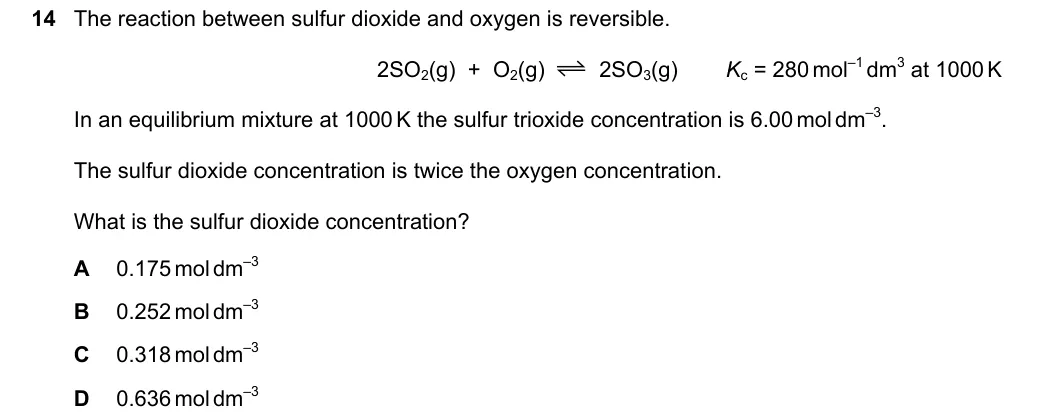 14 The reaction between sulfur dioxide and oxygen is reversible.
2SO₂(g) + O₂(g) ⇌ 2SO₃(g) K꜀ = 280 mol⁻¹ dm³ at 1000 K
In an equilibrium mixture at 1000 K the sulfur trioxide concentration is 6.00 mol dm⁻³.
The sulfur dioxide concentration is twice the oxygen concentration.
What is the sulfur dioxide concentration?
A 0.175 mol dm⁻³
B 0.252 mol dm⁻³
C 0.318 mol dm⁻³
D 0.636 mol dm⁻³